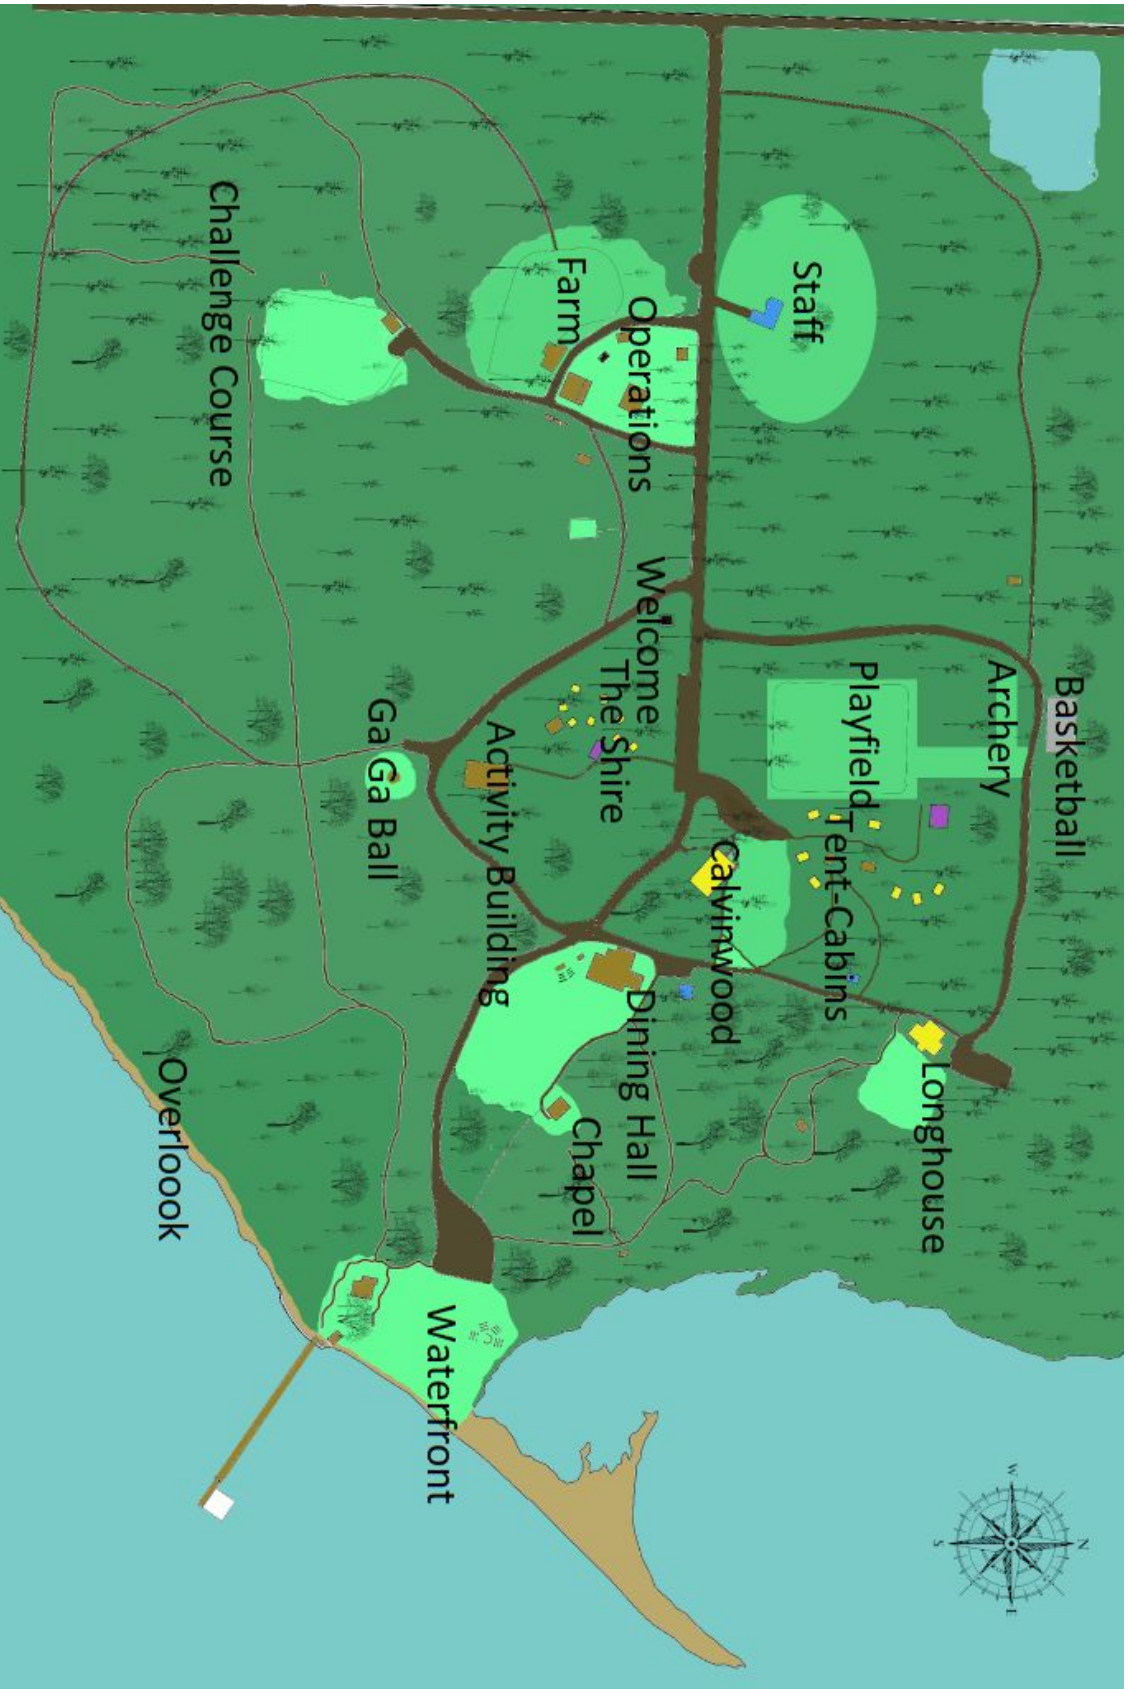 Basketball
Archery
Longhouse
Playfield
Tent-Cabins
Staff
Calvinwood
Operations
Welcome
Dining Hall
The Shire
Farm
Chapel
Activity Building
Waterfront
Ga Ga Ball
Challenge Course
Overloook
N
W
E
S